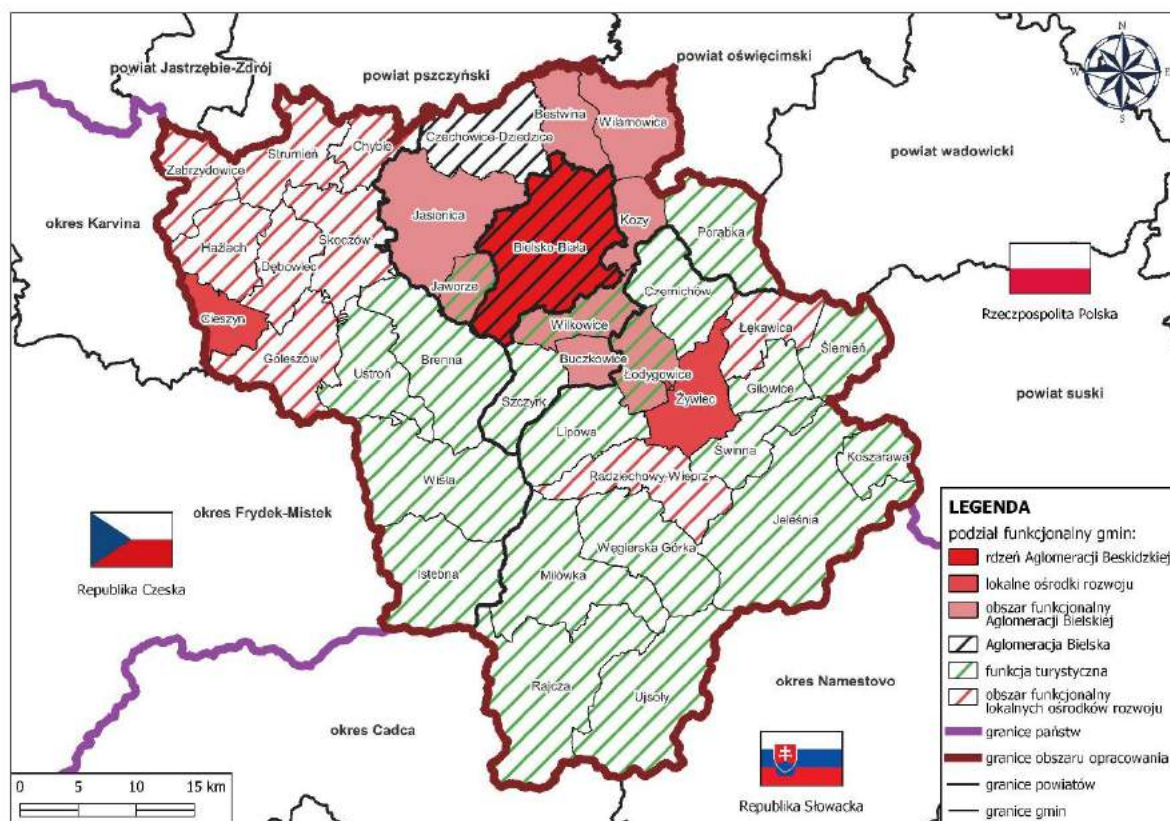 powiat Jastrzębie-Zdrój
powiat pszczyński
powiat oświęcimski
N
W
E
S
Bestwina
Wilamowice
Czechowice-Dziedzice
Strumień
Chybie
Zebrzydowice
powiat wadowicki
okres Karvina
Jasienica
Kozy
Hażlach
Skoczów
Bielsko-Biała
Porąbka
Dębowiec
Jaworze
Czernichów
Rzeczpospolita Polska
Cieszyn
Wilkowice
Łękawica
Goleszów
Brenna
Buczkowice
Ślemień
Ustroń
Łodygowice
Gilowice
Żywiec
powiat suski
Szczyrk
Lipowa
Świnna
Koszarawa
Radziechowy-Wieprz
Wisła
okres Frydek-Mistek
Jeleśnia
Węgierska Górka
Republika Czeska
Istebna
Milówka
Rajcza
Ujsoły
okres Namestovo
okres Cadca
Republika Słowacka
0 5 10 15 km
LEGENDA
podział funkcjonalny gmin:
rdzeń Aglomeracji Beskidzkiej
lokalne ośrodki rozwoju
obszar funkcjonalny
Aglomeracji Bielskiej
Aglomeracja Bielska
funkcja turystyczna
obszar funkcjonalny
lokalnych ośrodków rozwoju
granice państw
granice obszaru opracowania
granice powiatów
granice gmin